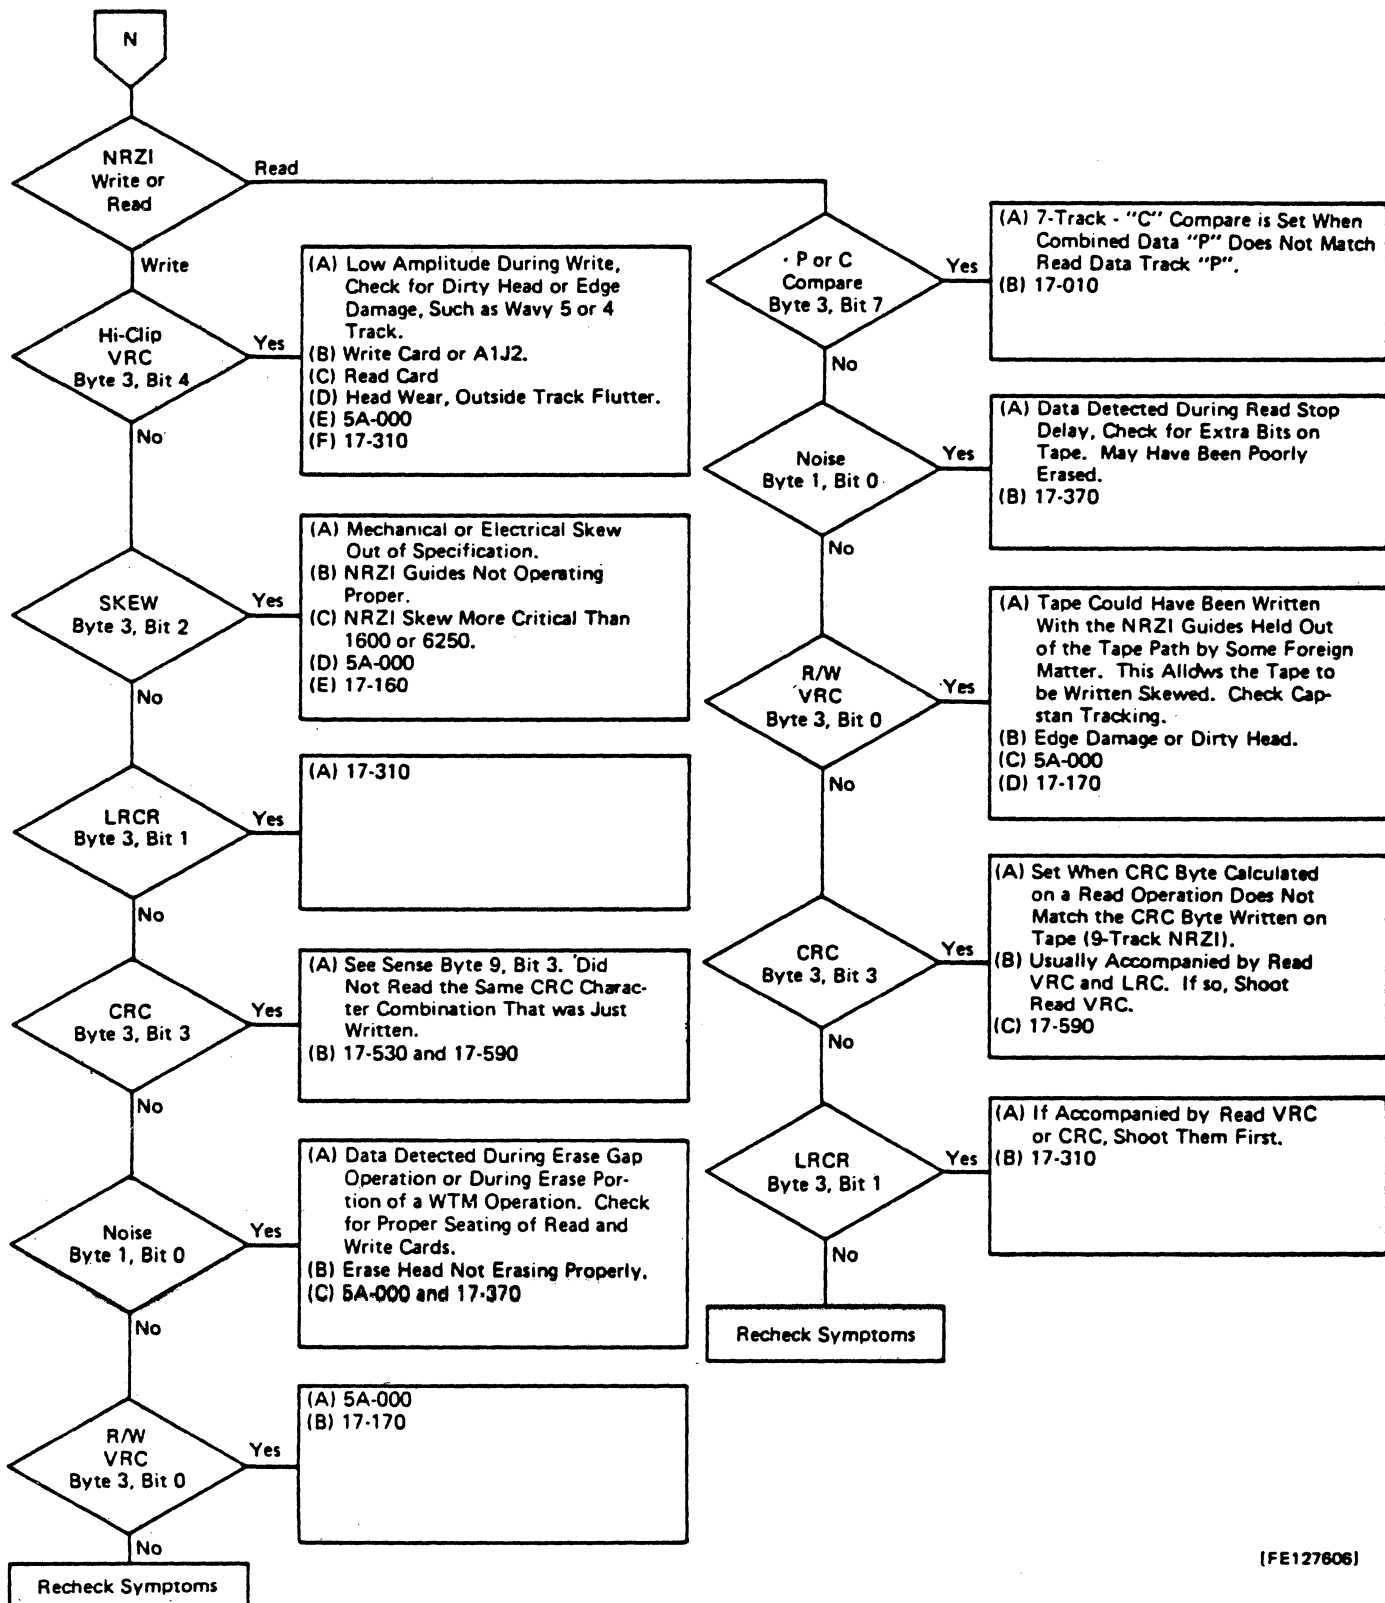 N
NRZI
Write or
Read
Read
Write
Hi-Clip
VRC
Byte 3, Bit 4
Yes
No
(A) Low Amplitude During Write,
Check for Dirty Head or Edge
Damage, Such as Wavy 5 or 4
Track.
(B) Write Card or A1J2.
(C) Read Card
(D) Head Wear, Outside Track Flutter.
(E) 5A-000
(F) 17-310
SKEW
Byte 3, Bit 2
Yes
No
(A) Mechanical or Electrical Skew
Out of Specification.
(B) NRZI Guides Not Operating
Proper.
(C) NRZI Skew More Critical Than
1600 or 6250.
(D) 5A-000
(E) 17-160
LRCR
Byte 3, Bit 1
Yes
No
(A) 17-310
CRC
Byte 3, Bit 3
Yes
No
(A) See Sense Byte 9, Bit 3. Did
Not Read the Same CRC Charac-
ter Combination That was Just
Written.
(B) 17-530 and 17-590
Noise
Byte 1, Bit 0
Yes
No
(A) Data Detected During Erase Gap
Operation or During Erase Por-
tion of a WTM Operation. Check
for Proper Seating of Read and
Write Cards.
(B) Erase Head Not Erasing Properly.
(C) 5A-000 and 17-370
R/W
VRC
Byte 3, Bit 0
Yes
No
(A) 5A-000
(B) 17-170
Recheck Symptoms
P or C
Compare
Byte 3, Bit 7
Yes
No
(A) 7-Track - "C" Compare is Set When
Combined Data "P" Does Not Match
Read Data Track "P".
(B) 17-010
Noise
Byte 1, Bit 0
Yes
No
(A) Data Detected During Read Stop
Delay, Check for Extra Bits on
Tape. May Have Been Poorly
Erased.
(B) 17-370
R/W
VRC
Byte 3, Bit 0
Yes
No
(A) Tape Could Have Been Written
With the NRZI Guides Held Out
of the Tape Path by Some Foreign
Matter. This Allows the Tape to
be Written Skewed. Check Cap-
stan Tracking.
(B) Edge Damage or Dirty Head.
(C) 5A-000
(D) 17-170
CRC
Byte 3, Bit 3
Yes
No
(A) Set When CRC Byte Calculated
on a Read Operation Does Not
Match the CRC Byte Written on
Tape (9-Track NRZI).
(B) Usually Accompanied by Read
VRC and LRC. If so, Shoot
Read VRC.
(C) 17-590
LRCR
Byte 3, Bit 1
Yes
No
(A) If Accompanied by Read VRC
or CRC, Shoot Them First.
(B) 17-310
Recheck Symptoms
[FE127606]